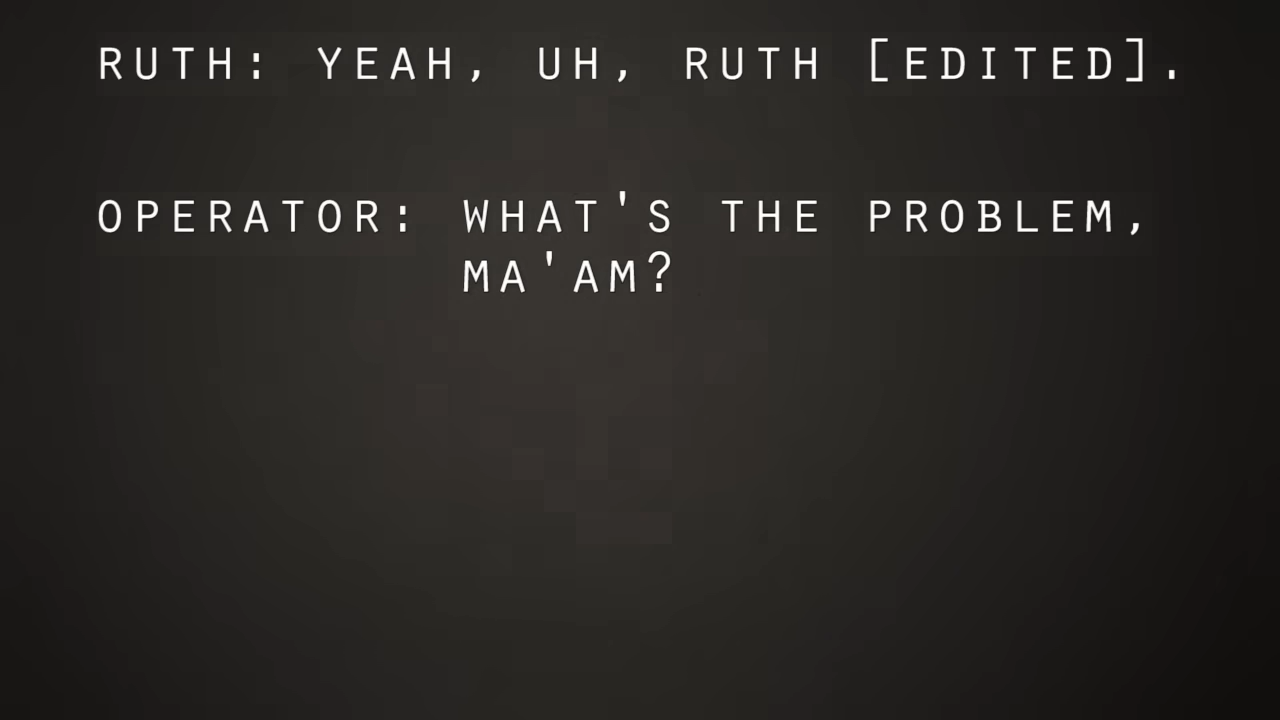 RUTH: YEAH, UH, RUTH [EDITED].
OPERATOR: WHAT'S THE PROBLEM,
MA'AM?